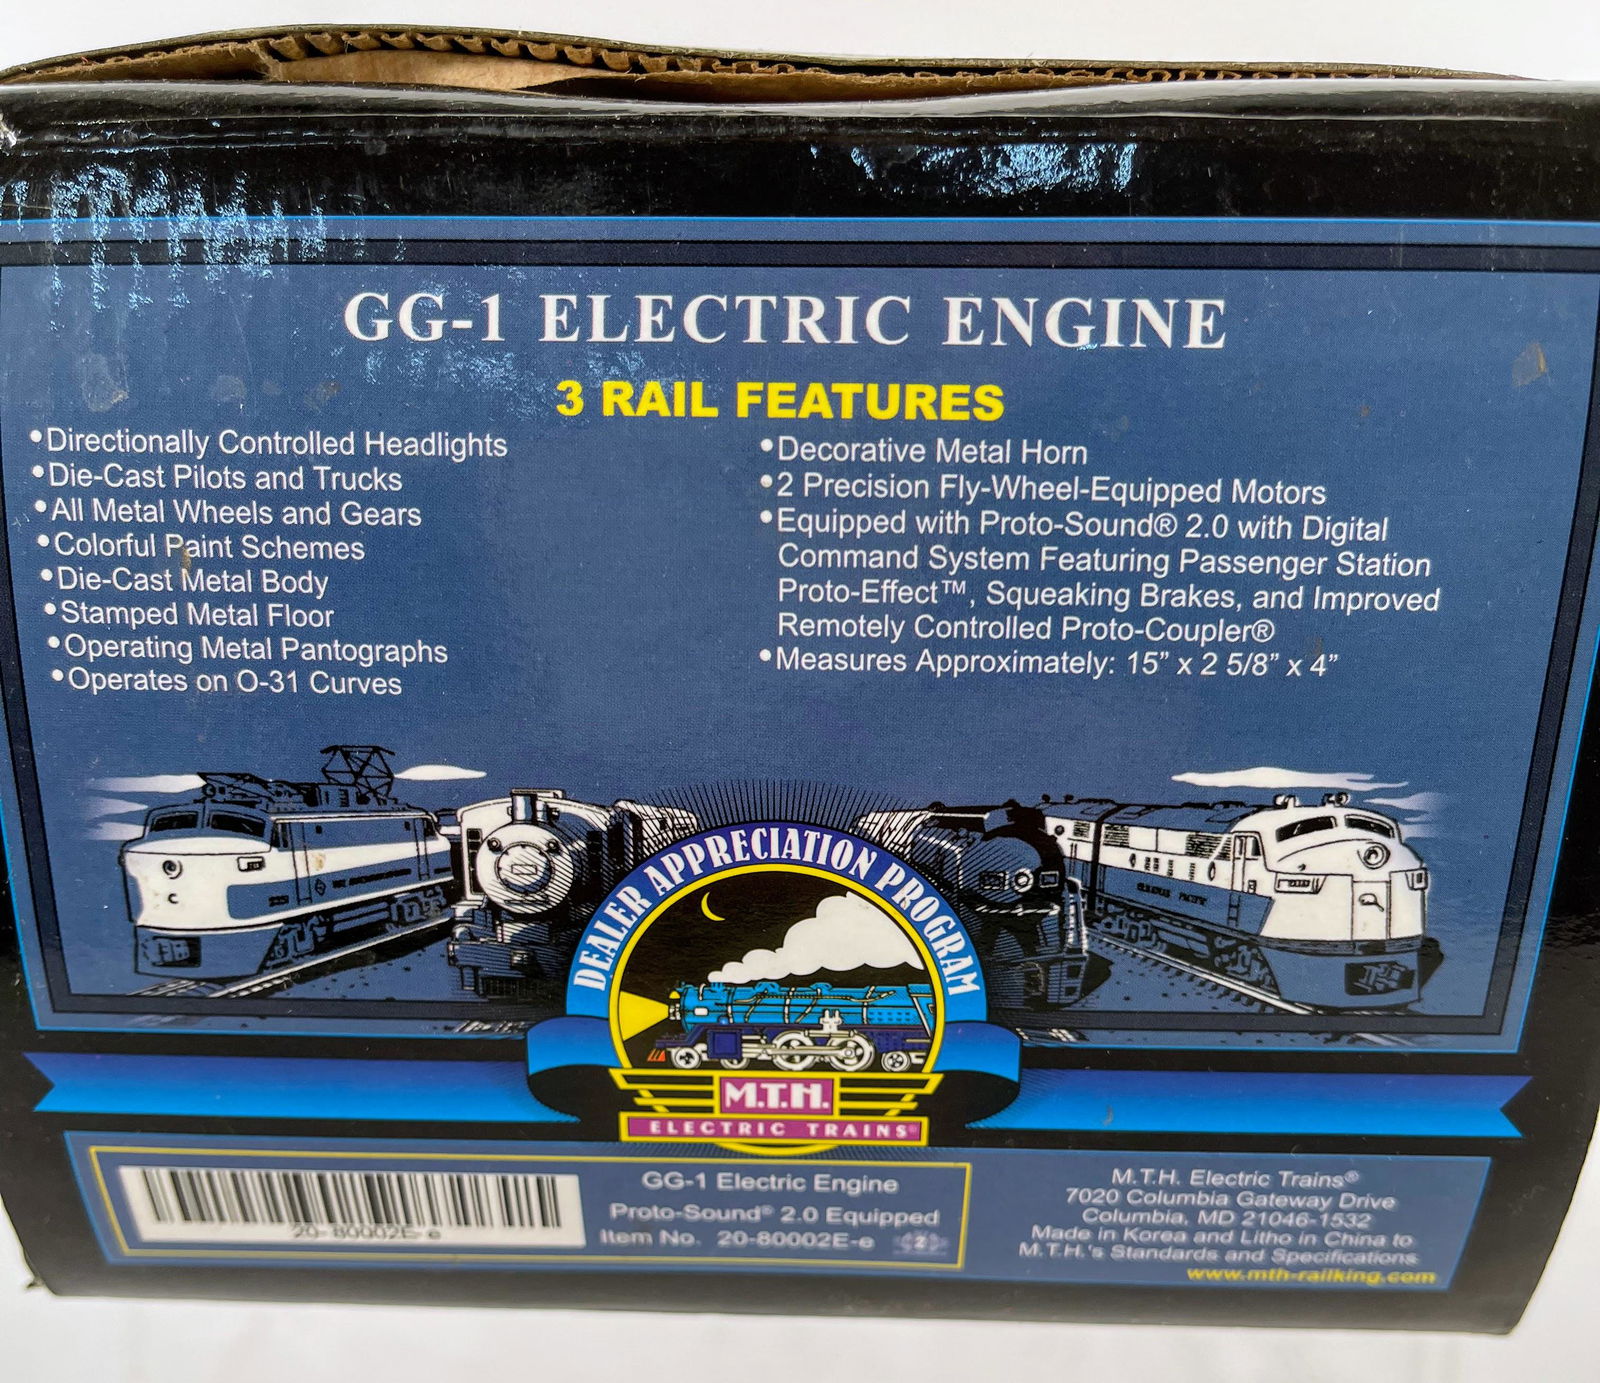 GG-1 ELECTRIC ENGINE
3 RAIL FEATURES
•Directionally Controlled Headlights
•Die-Cast Pilots and Trucks
•All Metal Wheels and Gears
•Colorful Paint Schemes
•Die-Cast Metal Body
•Stamped Metal Floor
•Operating Metal Pantographs
•Operates on O-31 Curves
•Decorative Metal Horn
•2 Precision Fly-Wheel-Equipped Motors
•Equipped with Proto-Sound® 2.0 with Digital
Command System Featuring Passenger Station
Proto-Effect™, Squeaking Brakes, and Improved
Remotely Controlled Proto-Coupler®
•Measures Approximately: 15” x 2 5/8” x 4”
DEALER APPRECIATION PROGRAM
M.T.H.
ELECTRIC TRAINS®
20-80002E-e
GG-1 Electric Engine
Proto-Sound® 2.0 Equipped
Item No. 20-80002E-e
M.T.H. Electric Trains®
7020 Columbia Gateway Drive
Columbia, MD 21046-1532
Made in Korea and Litho in China to
M.T.H.'s Standards and Specifications
www.mth-railking.com